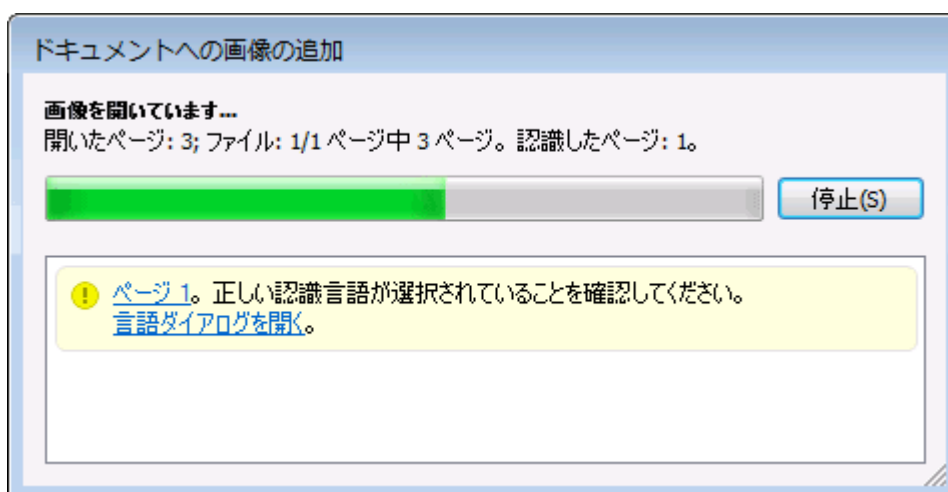 ドキュメントへの画像の追加
画像を開いています...
開いたページ: 3; ファイル: 1/1 ページ中 3 ページ。認識したページ: 1。
停止(S)
ページ 1。正しい認識言語が選択されていることを確認してください。
言語ダイアログを開く。